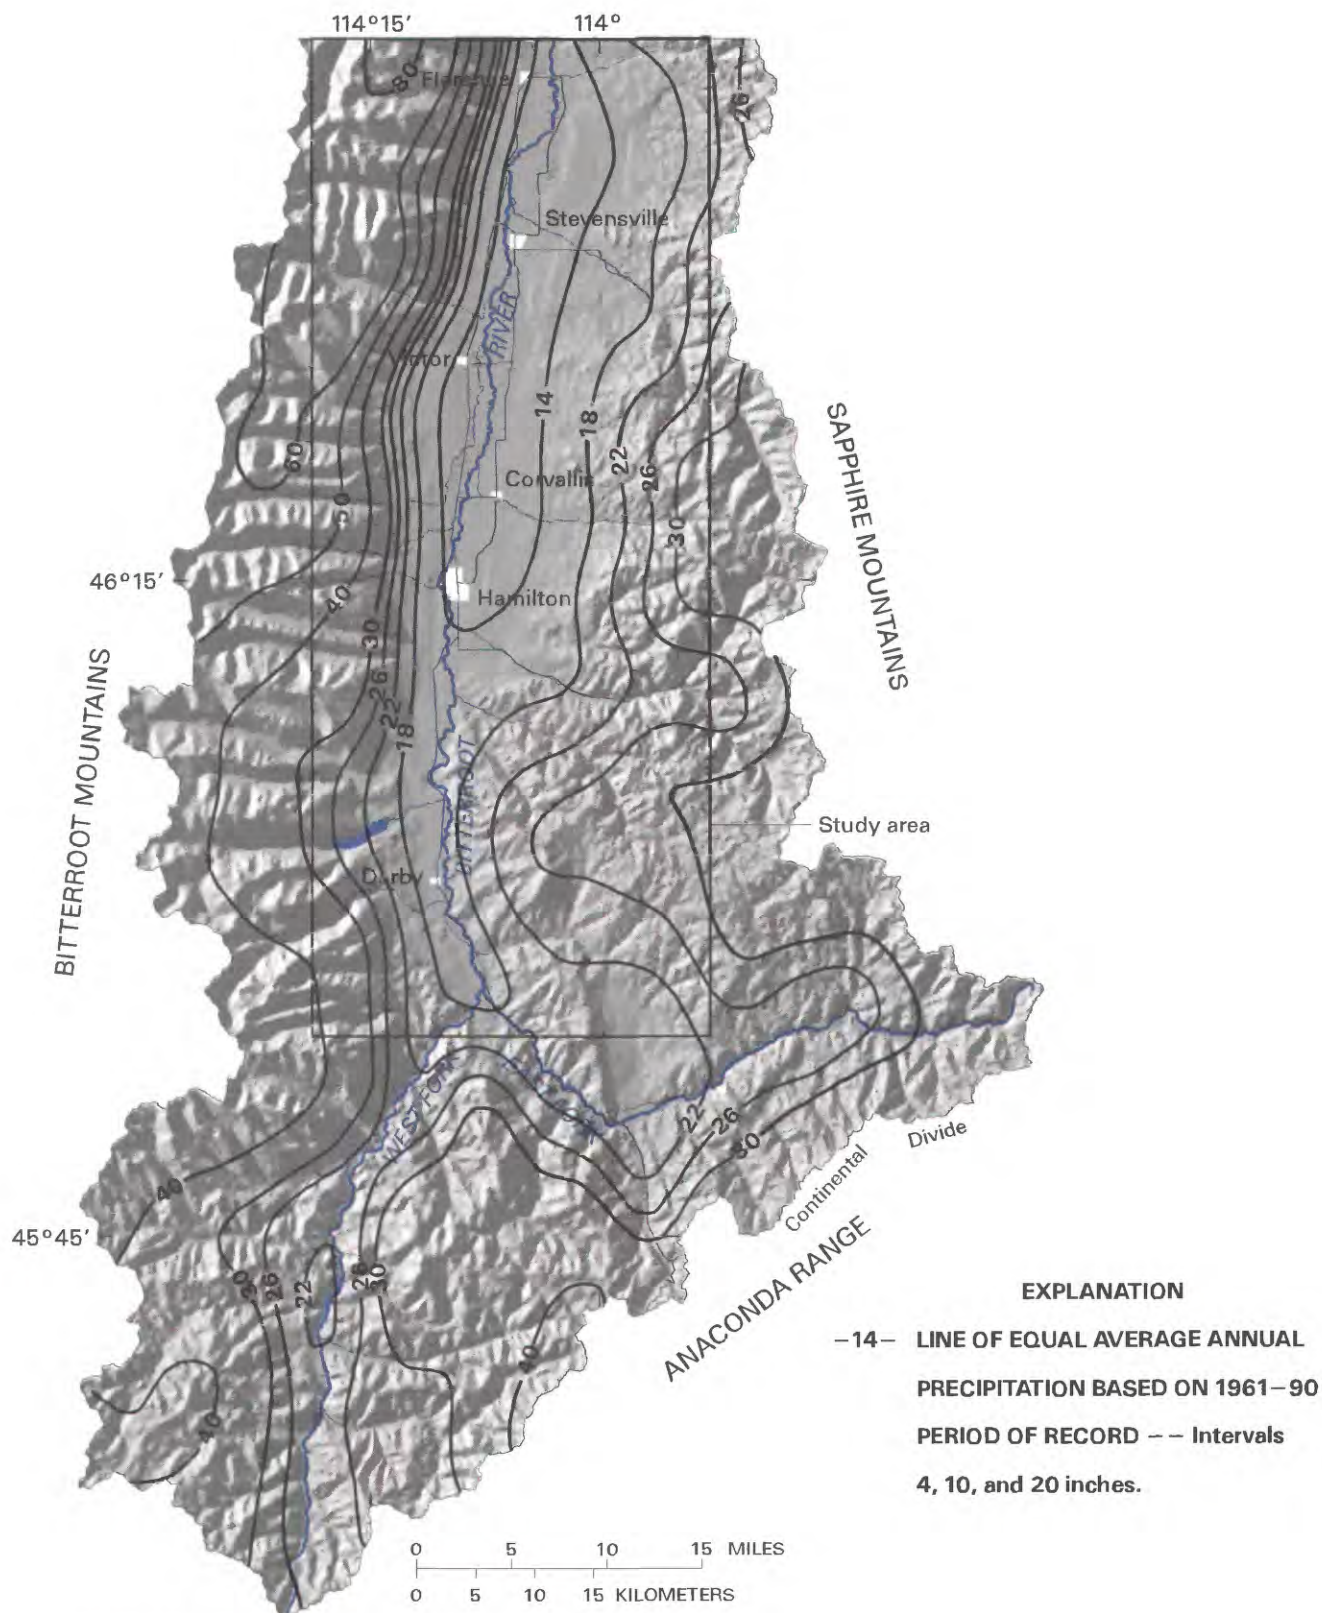 114°15′
114°
80
26
Stevensville
RIVER
Victor
14
18
22
26
60
50
Corvallis
30
SAPPHIRE MOUNTAINS
46°15′
40
Hamilton
30
26
22
18
BITTERROOT MOUNTAINS
BITTERROOT
Study area
Darby
WEST FORK
22
26
30
Divide
Continental
40
45°45′
ANACONDA RANGE
30
26
22
26
30
40
40
EXPLANATION
–14– LINE OF EQUAL AVERAGE ANNUAL
PRECIPITATION BASED ON 1961–90
PERIOD OF RECORD –– Intervals
4, 10, and 20 inches.
0 5 10 15 MILES
0 5 10 15 KILOMETERS